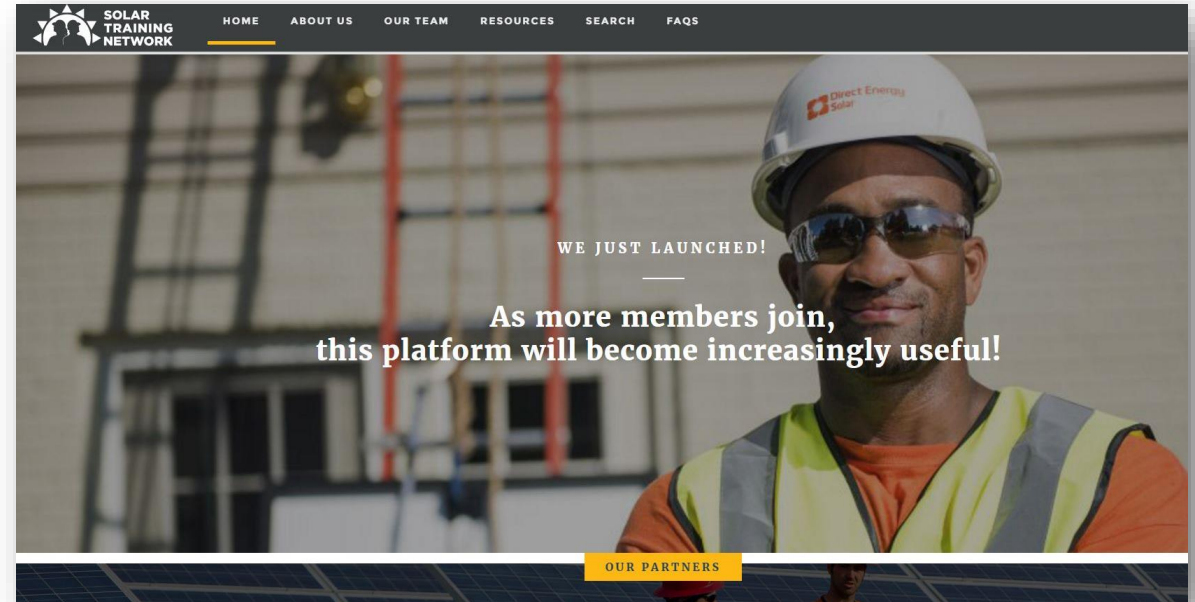 SOLAR
TRAINING
NETWORK
HOME ABOUT US OUR TEAM RESOURCES SEARCH FAQS
Direct Energy
Solar
WE JUST LAUNCHED!
As more members join,
this platform will become increasingly useful!
OUR PARTNERS